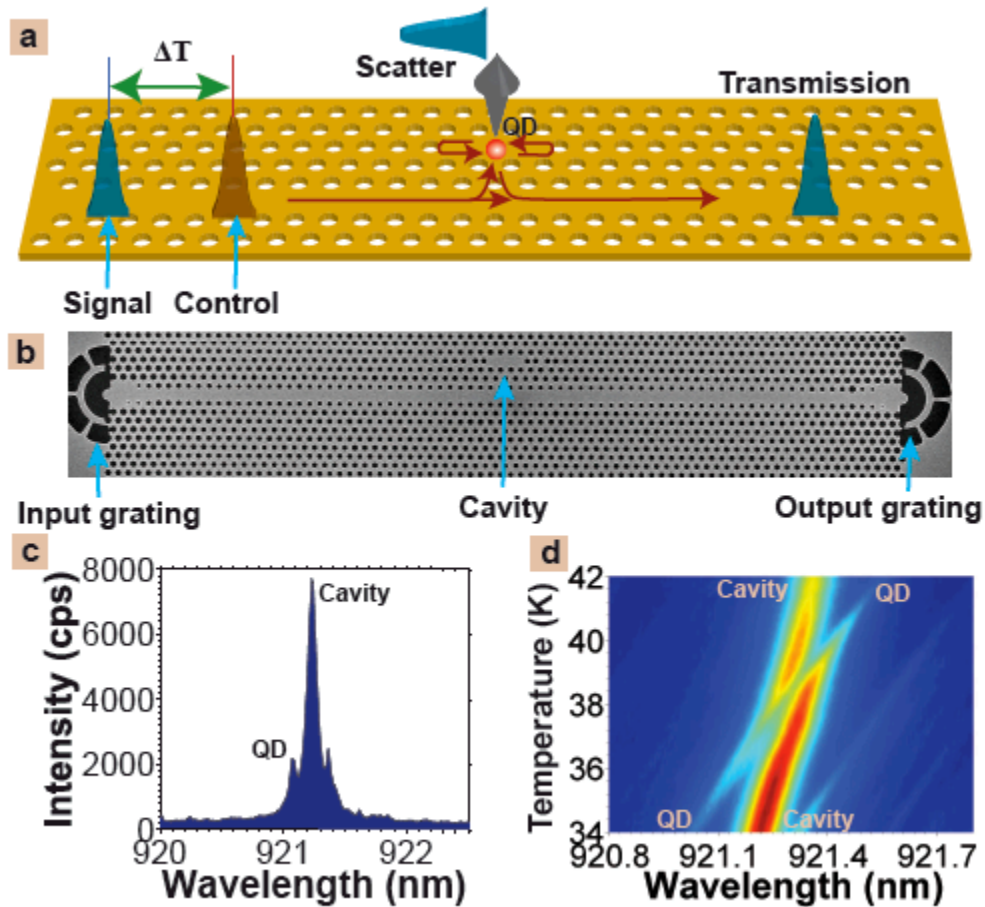 a
ΔT
Scatter
QD
Transmission
Signal
Control
b
Input grating
Cavity
Output grating
c
Intensity (cps)
8000
6000
4000
2000
0
QD
Cavity
920
921
922
Wavelength (nm)
d
Temperature (K)
42
40
38
36
34
Cavity
QD
QD
Cavity
920.8
921.1
921.4
921.7
Wavelength (nm)